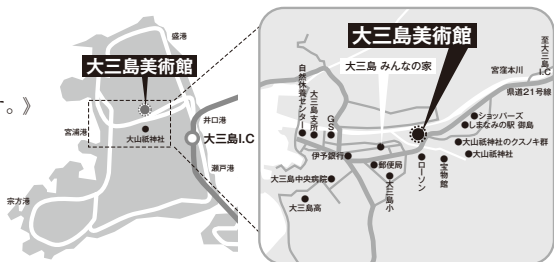 す。》
盛港
大三島美術館
宮浦港
大山祇神社
井口港
大三島I.C
瀬戸港
宗方港
大三島美術館
大三島 みんなの家
至大三島I.C
宮窪本川
県道21号線
自然休養センター
大三島支所
GS
ショッパーズ
しまなみの駅 御島
大山祇神社のクスノキ群
大山祇神社
伊予銀行
郵便局
大三島小
ローソン
宝物館
大三島中央病院
大三島高